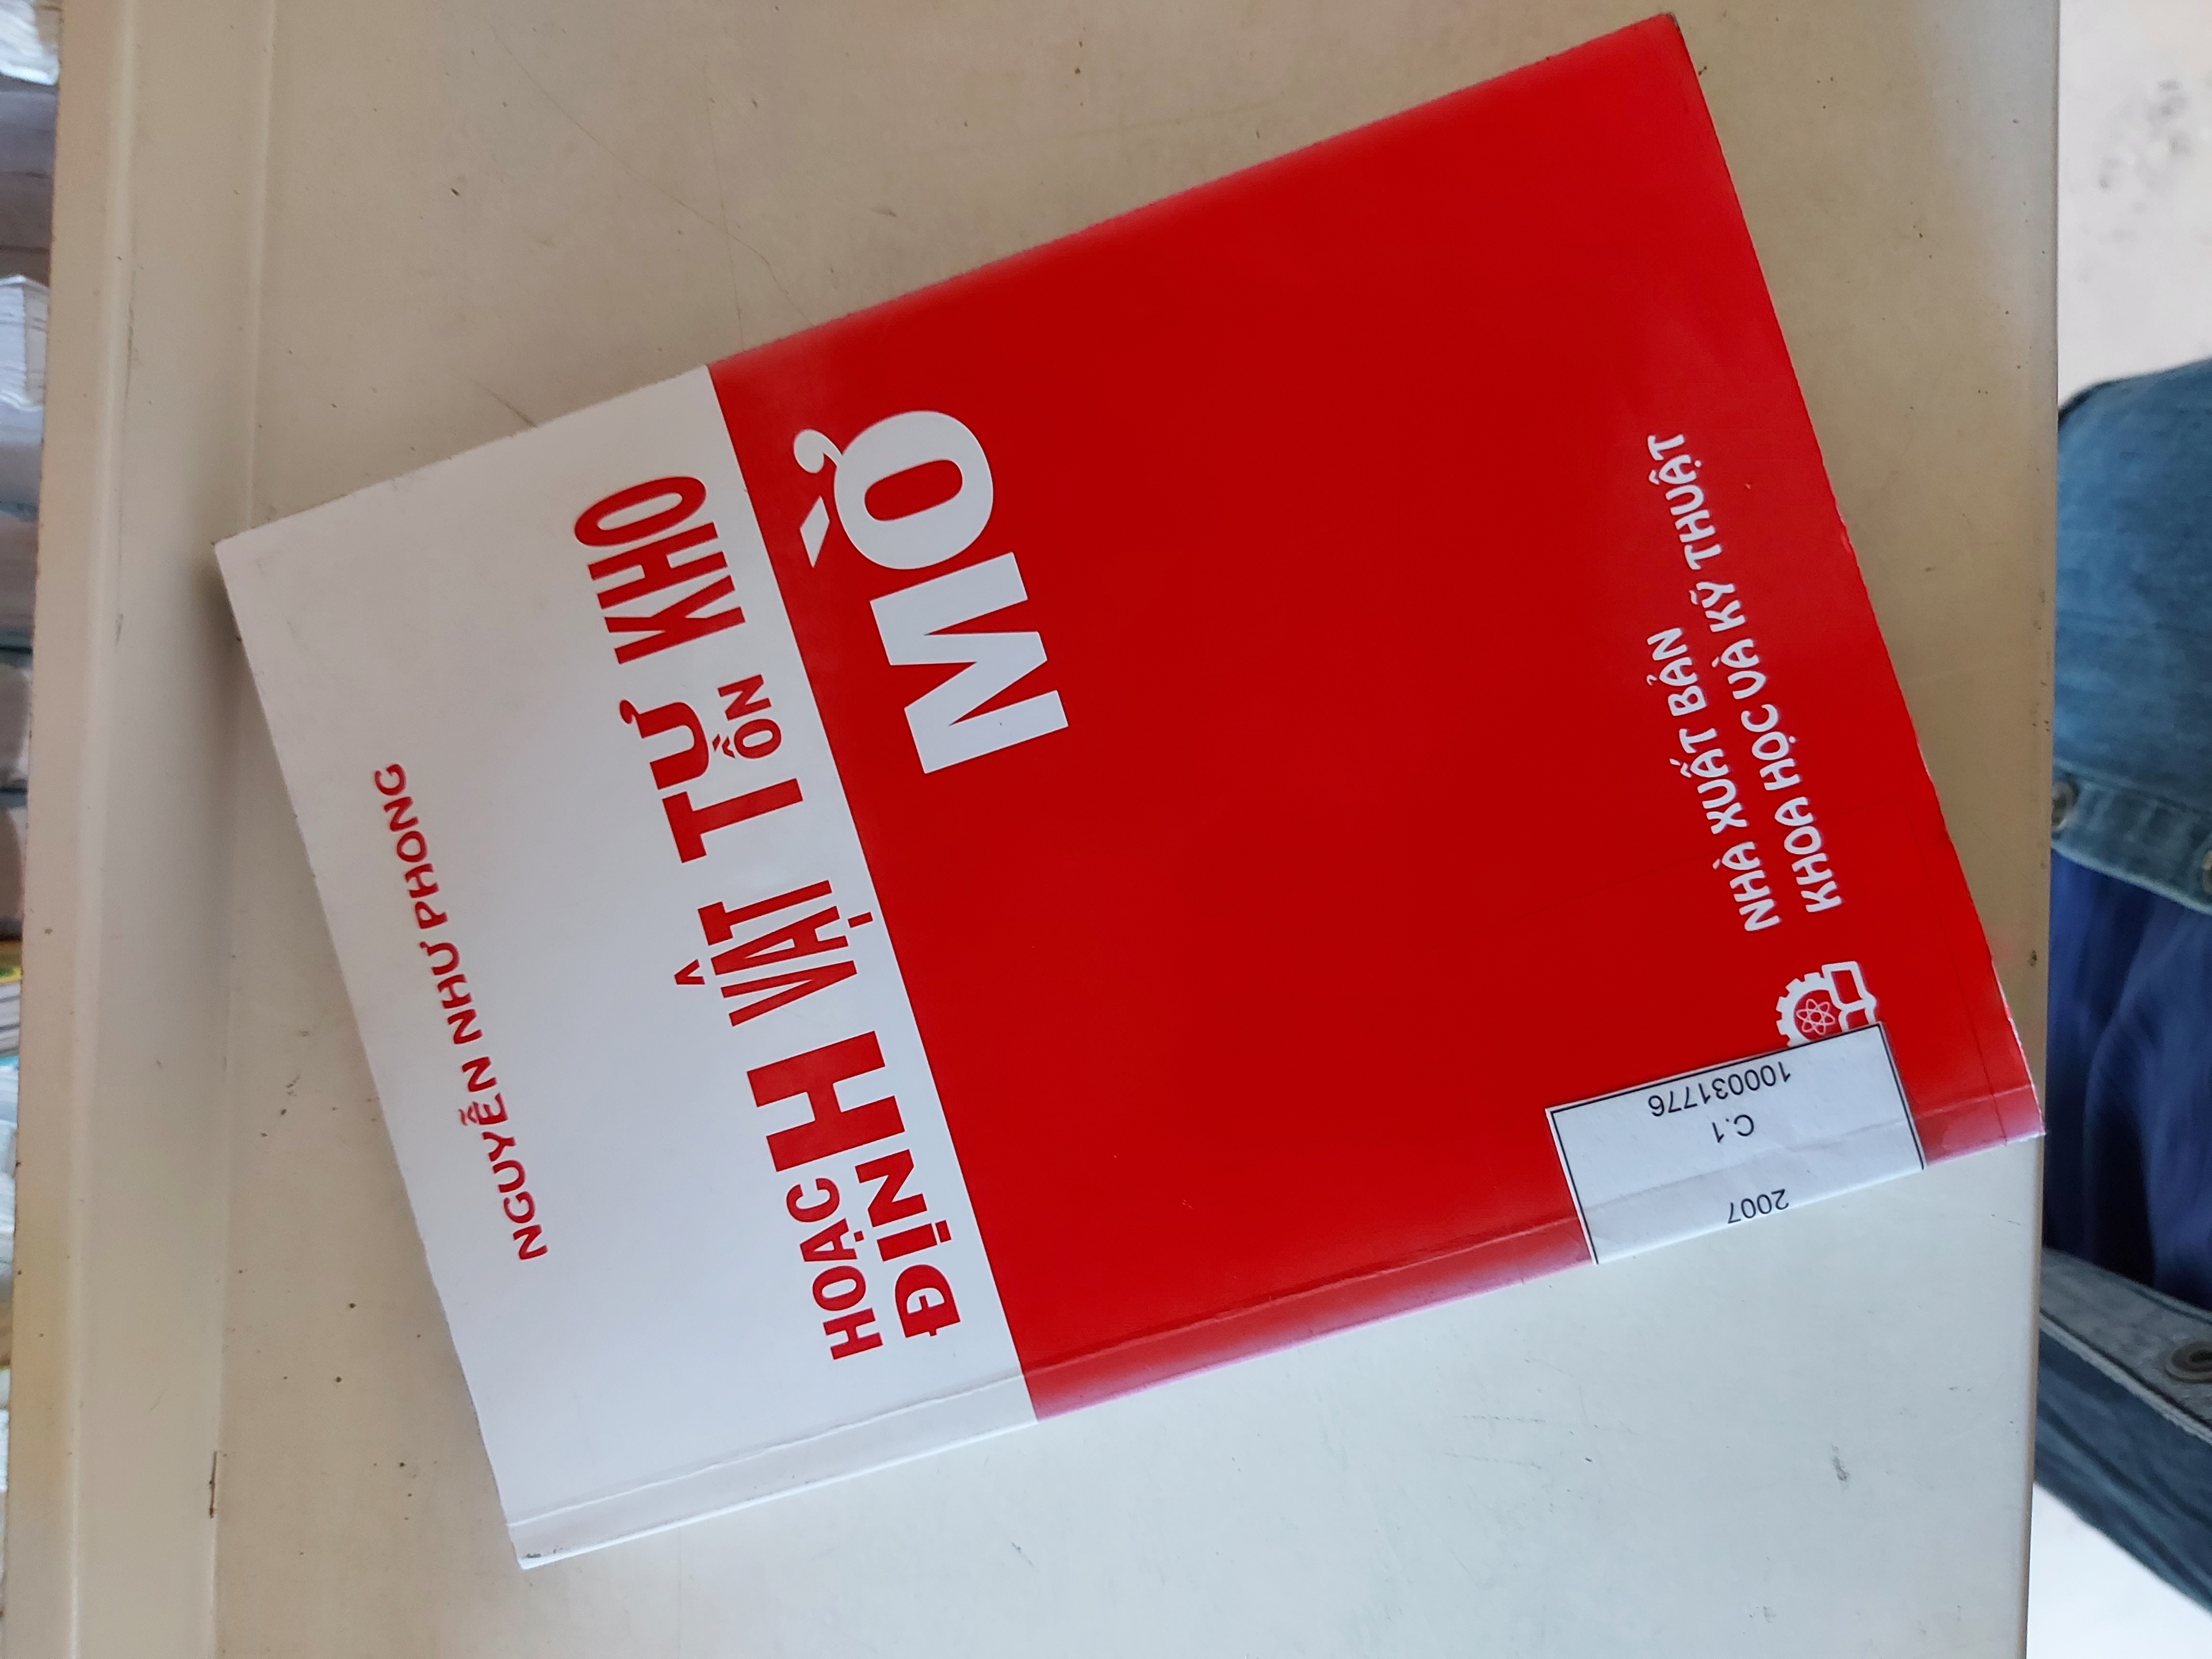 NGUYỄN NHƯ PHONG
HOẠCH
ĐỊNH VẬT TƯ TỒN KHO
MỜ
NHÀ XUẤT BẢN
KHOA HỌC VÀ KỸ THUẬT
2007
C.1
100031776